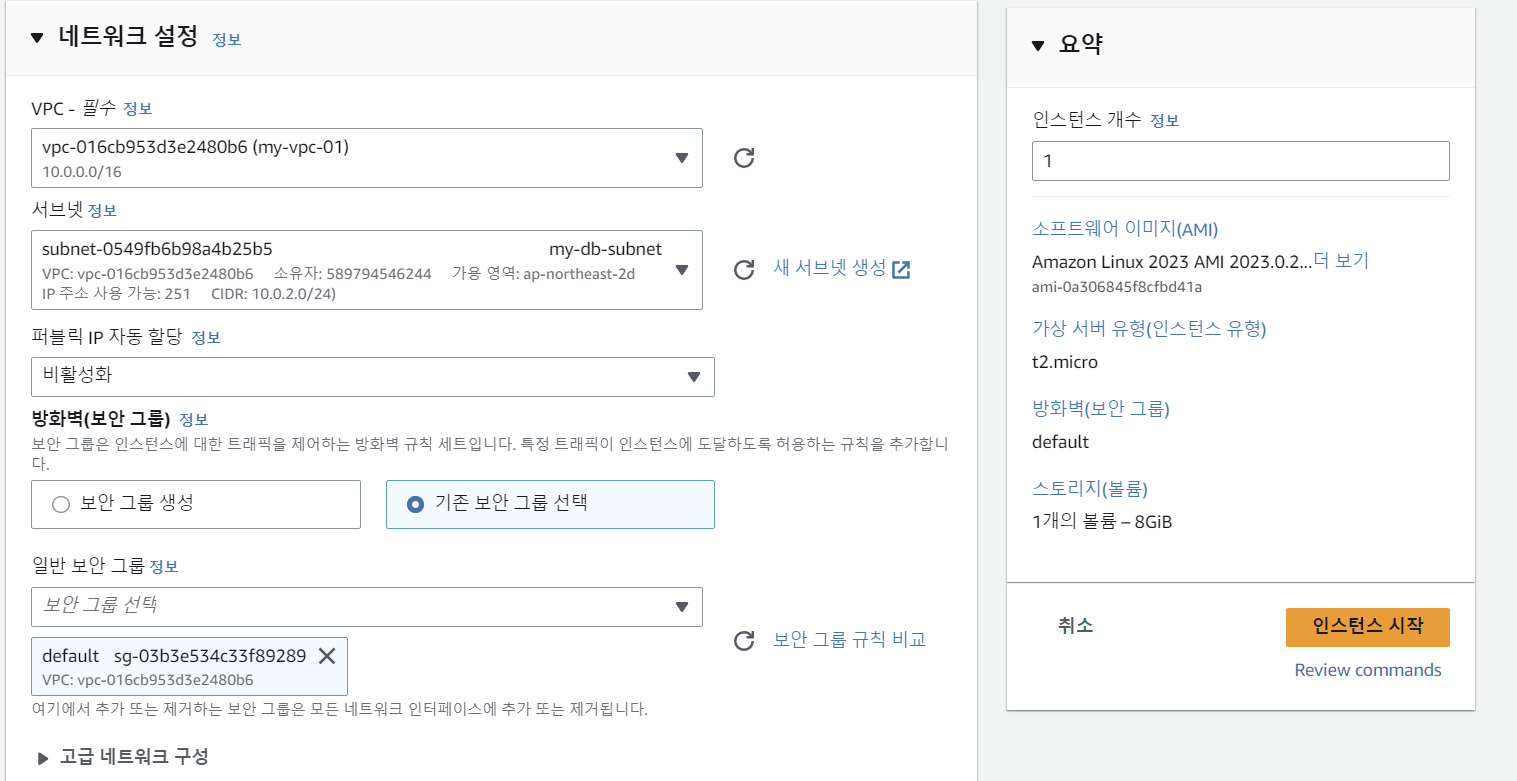 네트워크 설정 정보
VPC - 필수 정보
vpc-016cb953d3e2480b6 (my-vpc-01)
10.0.0.0/16
서브넷 정보
subnet-0549fb6b98a4b25b5 my-db-subnet
VPC: vpc-016cb953d3e2480b6 소유자: 589794546244 가용 영역: ap-northeast-2d
IP 주소 사용 가능: 251 CIDR: 10.0.2.0/24)
새 서브넷 생성
퍼블릭 IP 자동 할당 정보
비활성화
방화벽(보안 그룹) 정보
보안 그룹은 인스턴스에 대한 트래픽을 제어하는 방화벽 규칙 세트입니다. 특정 트래픽이 인스턴스에 도달하도록 허용하는 규칙을 추가합니
다.
보안 그룹 생성
기존 보안 그룹 선택
일반 보안 그룹 정보
보안 그룹 선택
default sg-03b3e534c33f89289
VPC: vpc-016cb953d3e2480b6
보안 그룹 규칙 비교
여기에서 추가 또는 제거하는 보안 그룹은 모든 네트워크 인터페이스에 추가 또는 제거됩니다.
고급 네트워크 구성
요약
인스턴스 개수 정보
1
소프트웨어 이미지(AMI)
Amazon Linux 2023 AMI 2023.0.2...더 보기
ami-0a306845f8cfbd41a
가상 서버 유형(인스턴스 유형)
t2.micro
방화벽(보안 그룹)
default
스토리지(볼륨)
1개의 볼륨 – 8GiB
취소
인스턴스 시작
Review commands